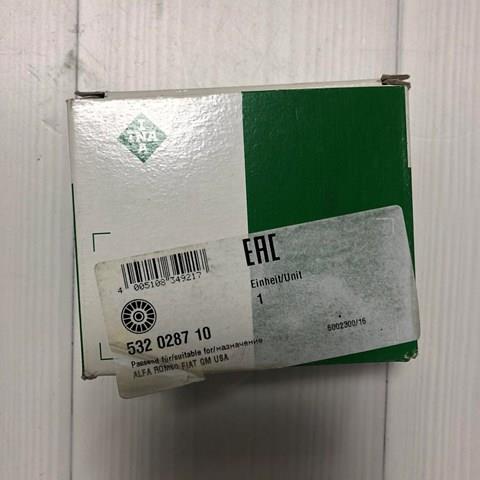 I
INA
A
EAC
4 005108 349217
Einheit/Unit
1
532 0287 10
6002300/16
Passend für/suitable for/назначение
ALFA ROMEO FIAT GM USA